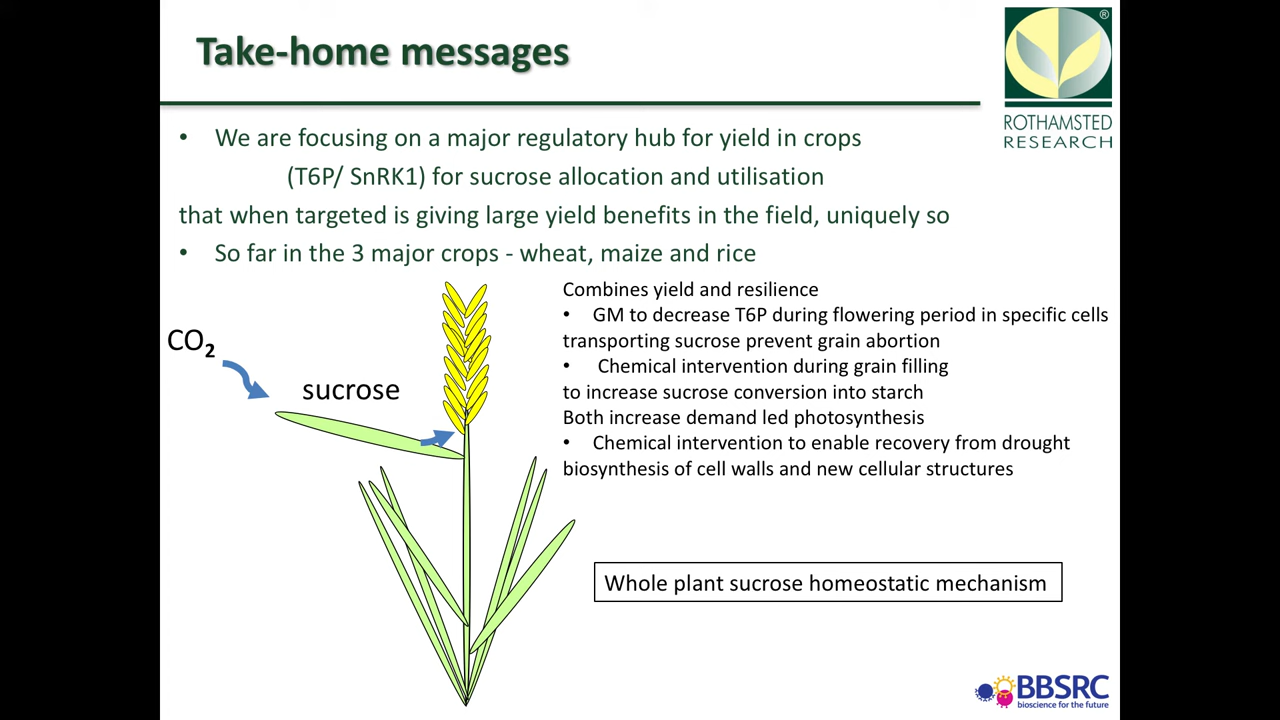 Take-home messages
®
ROTHAMSTED
RESEARCH
• We are focusing on a major regulatory hub for yield in crops
(T6P/ SnRK1) for sucrose allocation and utilisation
that when targeted is giving large yield benefits in the field, uniquely so
• So far in the 3 major crops - wheat, maize and rice
CO2
sucrose
Combines yield and resilience
• GM to decrease T6P during flowering period in specific cells
transporting sucrose prevent grain abortion
• Chemical intervention during grain filling
to increase sucrose conversion into starch
Both increase demand led photosynthesis
• Chemical intervention to enable recovery from drought
biosynthesis of cell walls and new cellular structures
Whole plant sucrose homeostatic mechanism
BBSRC
bioscience for the future